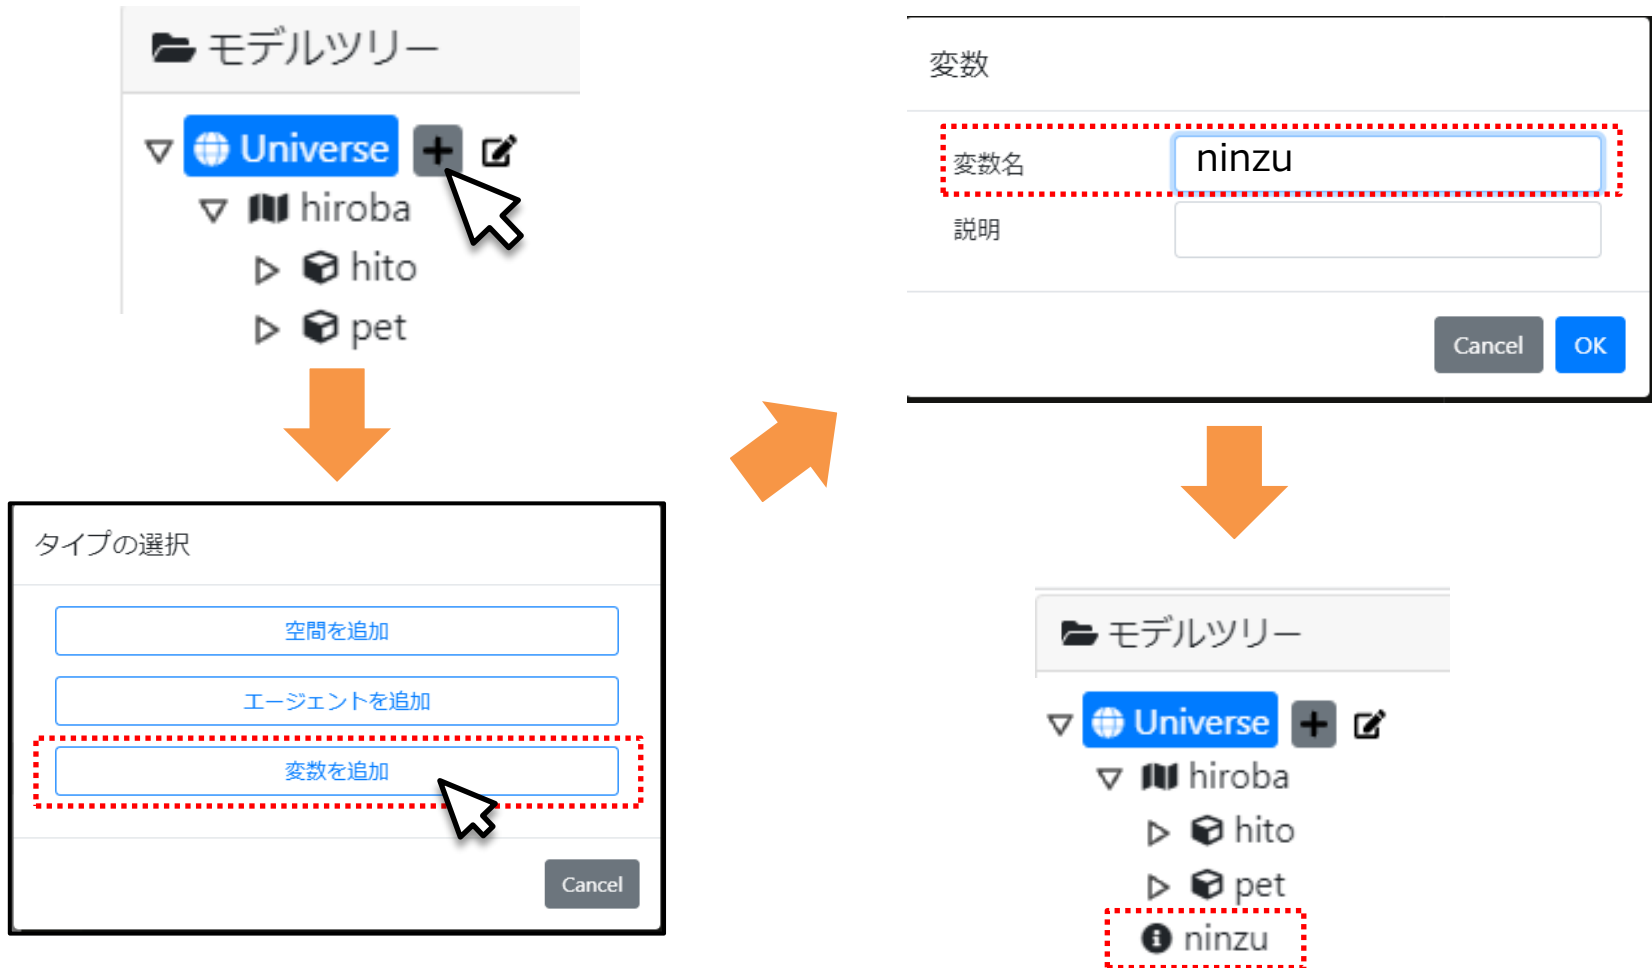 モデルツリー
Universe
hiroba
hito
pet
タイプの選択
空間を追加
エージェントを追加
変数を追加
Cancel
変数
変数名 ninzu
説明
Cancel OK
モデルツリー
Universe
hiroba
hito
pet
ninzu